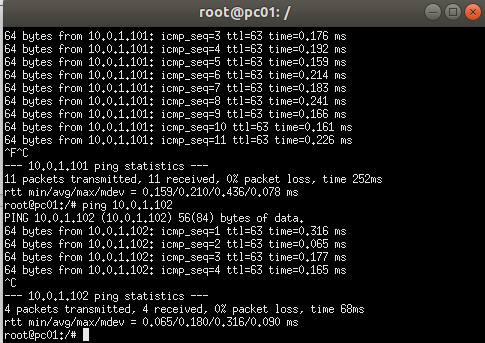 root@pc01: /
64 bytes from 10.0.1.101: icmp_seq=3 ttl=63 time=0.176 ms
64 bytes from 10.0.1.101: icmp_seq=4 ttl=63 time=0.192 ms
64 bytes from 10.0.1.101: icmp_seq=5 ttl=63 time=0.159 ms
64 bytes from 10.0.1.101: icmp_seq=6 ttl=63 time=0.214 ms
64 bytes from 10.0.1.101: icmp_seq=7 ttl=63 time=0.183 ms
64 bytes from 10.0.1.101: icmp_seq=8 ttl=63 time=0.241 ms
64 bytes from 10.0.1.101: icmp_seq=9 ttl=63 time=0.166 ms
64 bytes from 10.0.1.101: icmp_seq=10 ttl=63 time=0.161 ms
64 bytes from 10.0.1.101: icmp_seq=11 ttl=63 time=0.226 ms
^F^C
--- 10.0.1.101 ping statistics ---
11 packets transmitted, 11 received, 0% packet loss, time 252ms
rtt min/avg/max/mdev = 0.159/0.210/0.436/0.078 ms
root@pc01:/# ping 10.0.1.102
PING 10.0.1.102 (10.0.1.102) 56(84) bytes of data.
64 bytes from 10.0.1.102: icmp_seq=1 ttl=63 time=0.316 ms
64 bytes from 10.0.1.102: icmp_seq=2 ttl=63 time=0.065 ms
64 bytes from 10.0.1.102: icmp_seq=3 ttl=63 time=0.177 ms
64 bytes from 10.0.1.102: icmp_seq=4 ttl=63 time=0.165 ms
^C
--- 10.0.1.102 ping statistics ---
4 packets transmitted, 4 received, 0% packet loss, time 68ms
rtt min/avg/max/mdev = 0.065/0.180/0.316/0.090 ms
root@pc01:/#